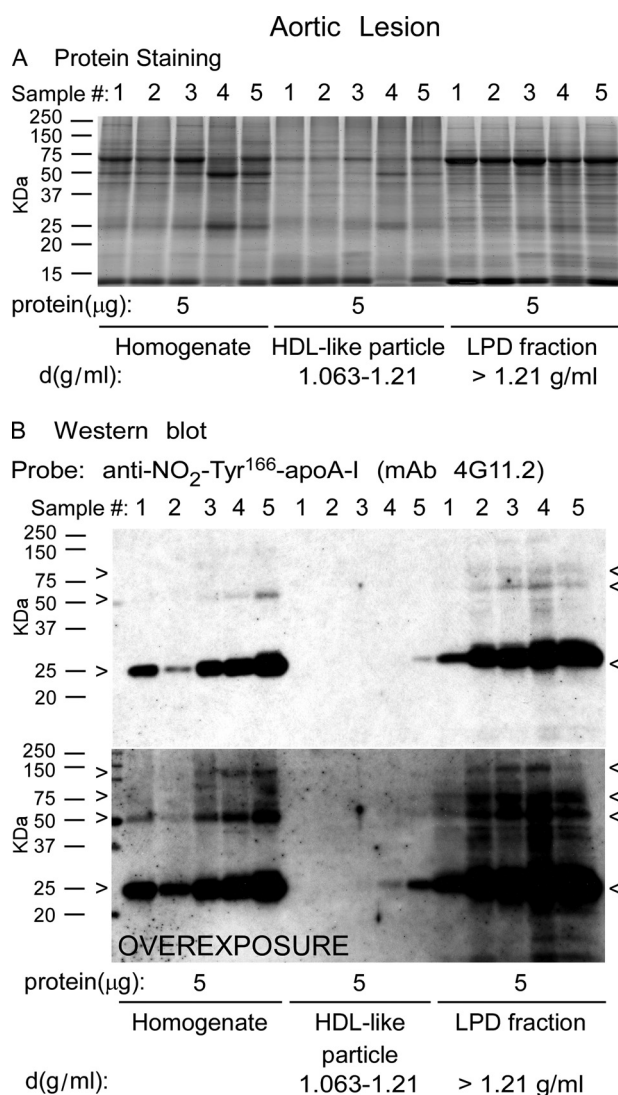 Aortic Lesion
A Protein Staining
Sample #: 1 2 3 4 5 1 2 3 4 5 1 2 3 4 5
KDa
250
150
75
50
37
25
20
15
protein(μg): 5 5 5
Homogenate HDL-like particle LPD fraction
d(g/ml): 1.063-1.21 > 1.21 g/ml
B Western blot
Probe: anti-NO2-Tyr166-apoA-I (mAb 4G11.2)
Sample #: 1 2 3 4 5 1 2 3 4 5 1 2 3 4 5
KDa
250
150
75 > <
50 > <
37
25 > <
20
KDa
250
150 > <
75 > <
50 > <
37
25 > <
20
OVEREXPOSURE
protein(μg): 5 5 5
Homogenate HDL-like LPD fraction
particle
d(g/ml): 1.063-1.21 > 1.21 g/ml